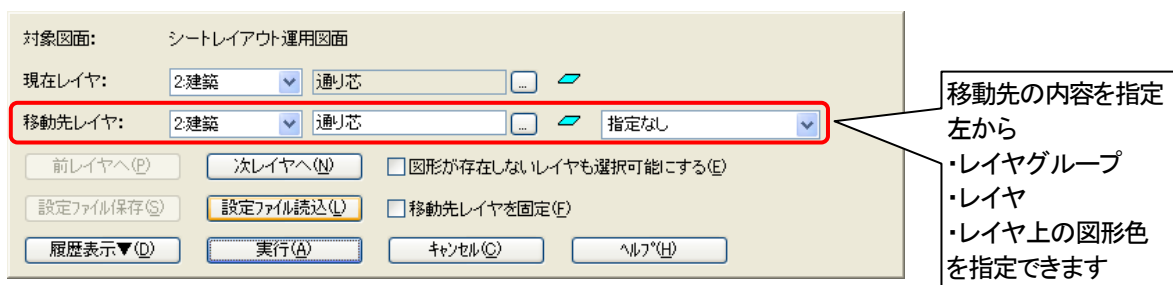 対象図面: シートレイアウト運用図面
現在レイヤ: 2:建築 通り芯 ...
移動先レイヤ: 2:建築 通り芯 ... 指定なし
前レイヤへ(P) 次レイヤへ(N) 図形が存在しないレイヤも選択可能にする(E)
設定ファイル保存(S) 設定ファイル読込(L) 移動先レイヤを固定(F)
履歴表示▼(D) 実行(A) キャンセル(C) ヘルプ(H)
移動先の内容を指定
左から
・レイヤグループ
・レイヤ
・レイヤ上の図形色
を指定できます